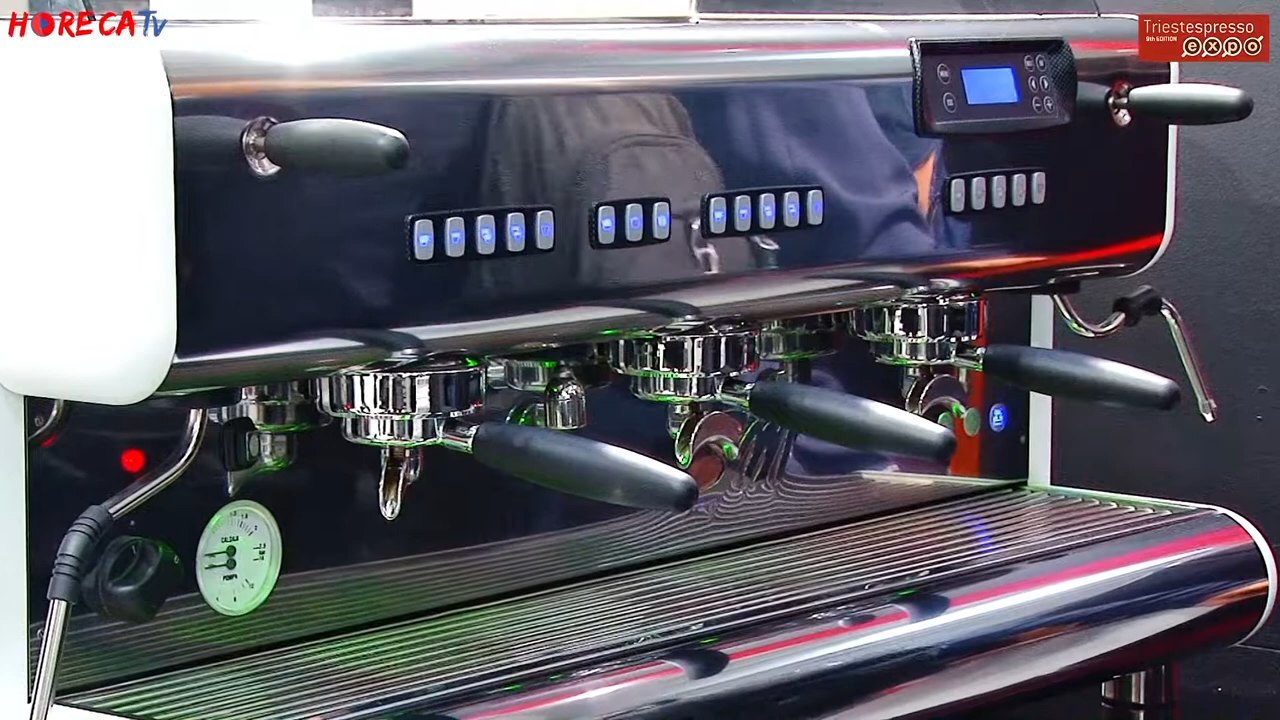 HORECATv
Triestespresso
9th EDITION
expo
CALDAIA
POMPA